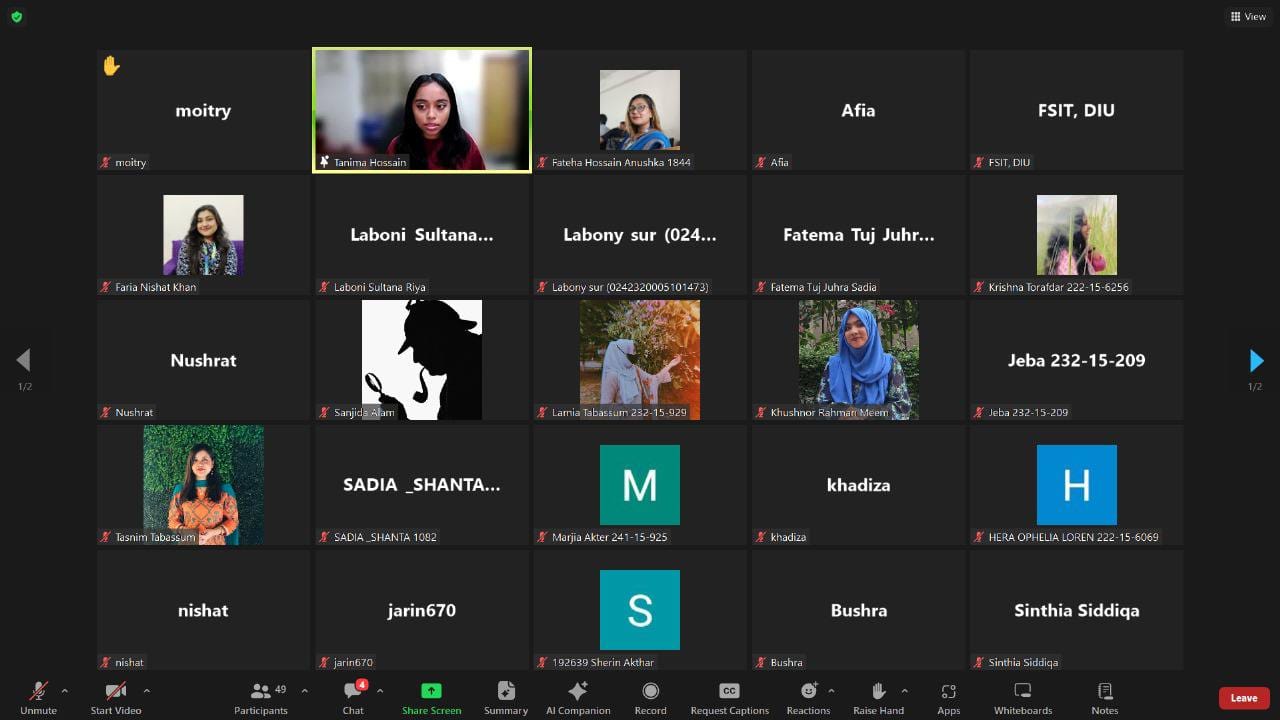 View
moitry
moitry
Tanima Hossain
Fateha Hossain Anushka 1844
Afia
Afia
FSIT, DIU
FSIT, DIU
Faria Nishat Khan
Laboni Sultana...
Laboni Sultana Riya
Labony sur (024...
Labony sur (0242320005101473)
Fatema Tuj Juhr...
Fatema Tuj Juhra Sadia
Krishna Torafdar 222-15-6256
1/2
Nushrat
Nushrat
Sanjida Alam
Lamia Tabassum 232-15-929
Khushnor Rahman Meem
Jeba 232-15-209
Jeba 232-15-209
1/2
Tasnim Tabassum
SADIA _SHANTA...
SADIA _SHANTA 1082
M
Marjia Akter 241-15-925
khadiza
khadiza
H
HERA OPHELIA LOREN 222-15-6069
nishat
nishat
jarin670
jarin670
S
192639 Sherin Akthar
Bushra
Bushra
Sinthia Siddiqa
Sinthia Siddiqa
Unmute
Start Video
49
Participants
4
Chat
Share Screen
Summary
AI Companion
Record
CC
Request Captions
Reactions
Raise Hand
Apps
Whiteboards
Notes
Leave